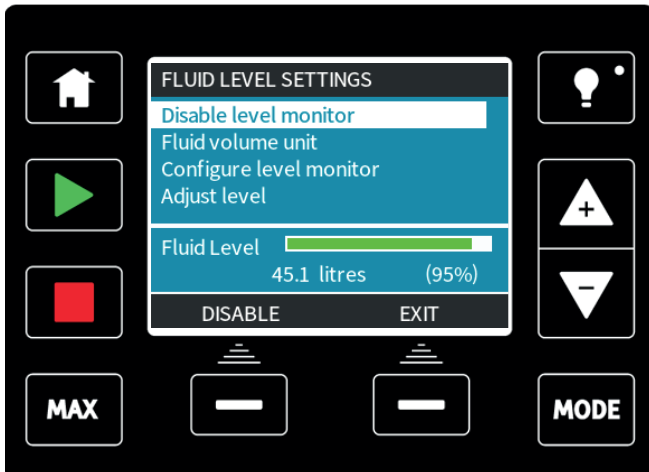 FLUID LEVEL SETTINGS
Disable level monitor
Fluid volume unit
Configure level monitor
Adjust level
Fluid Level
45.1 litres (95%)
DISABLE EXIT
+
−
MAX
MODE